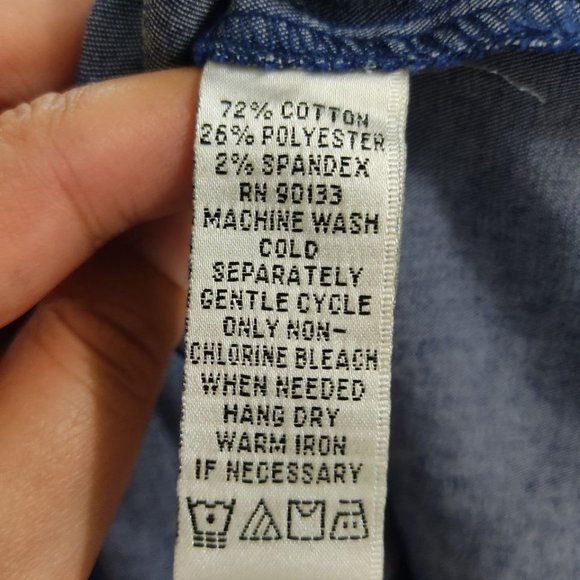 72% COTTON
26% POLYESTER
2% SPANDEX
RN 90133
MACHINE WASH
COLD
SEPARATELY
GENTLE CYCLE
ONLY NON-
CHLORINE BLEACH
WHEN NEEDED
HANG DRY
WARM IRON
IF NECESSARY